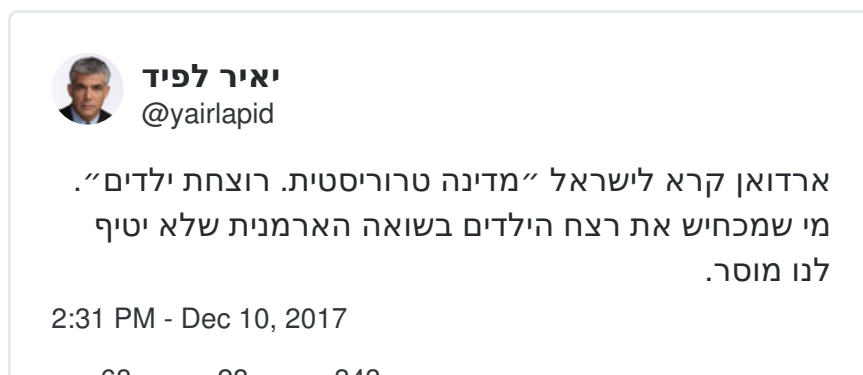 יאיר לפיד
@yairlapid
ארדואן קרא לישראל ״מדינה טרוריסטית. רוצחת ילדים״.
מי שמכחיש את רצח הילדים בשואה הארמנית שלא יטיף
לנו מוסר.
2:31 PM - Dec 10, 2017